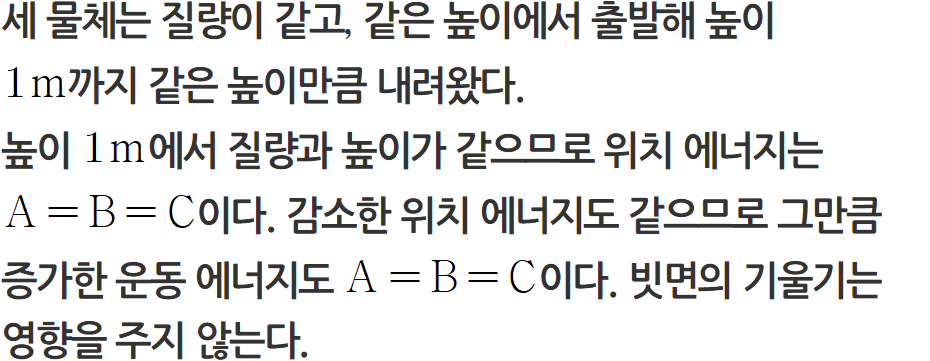 세 물체는 질량이 같고, 같은 높이에서 출발해 높이
1m까지 같은 높이만큼 내려왔다.
높이 1m에서 질량과 높이가 같으므로 위치 에너지는
A=B=C이다. 감소한 위치 에너지도 같으므로 그만큼
증가한 운동 에너지도 A=B=C이다. 빗면의 기울기는
영향을 주지 않는다.